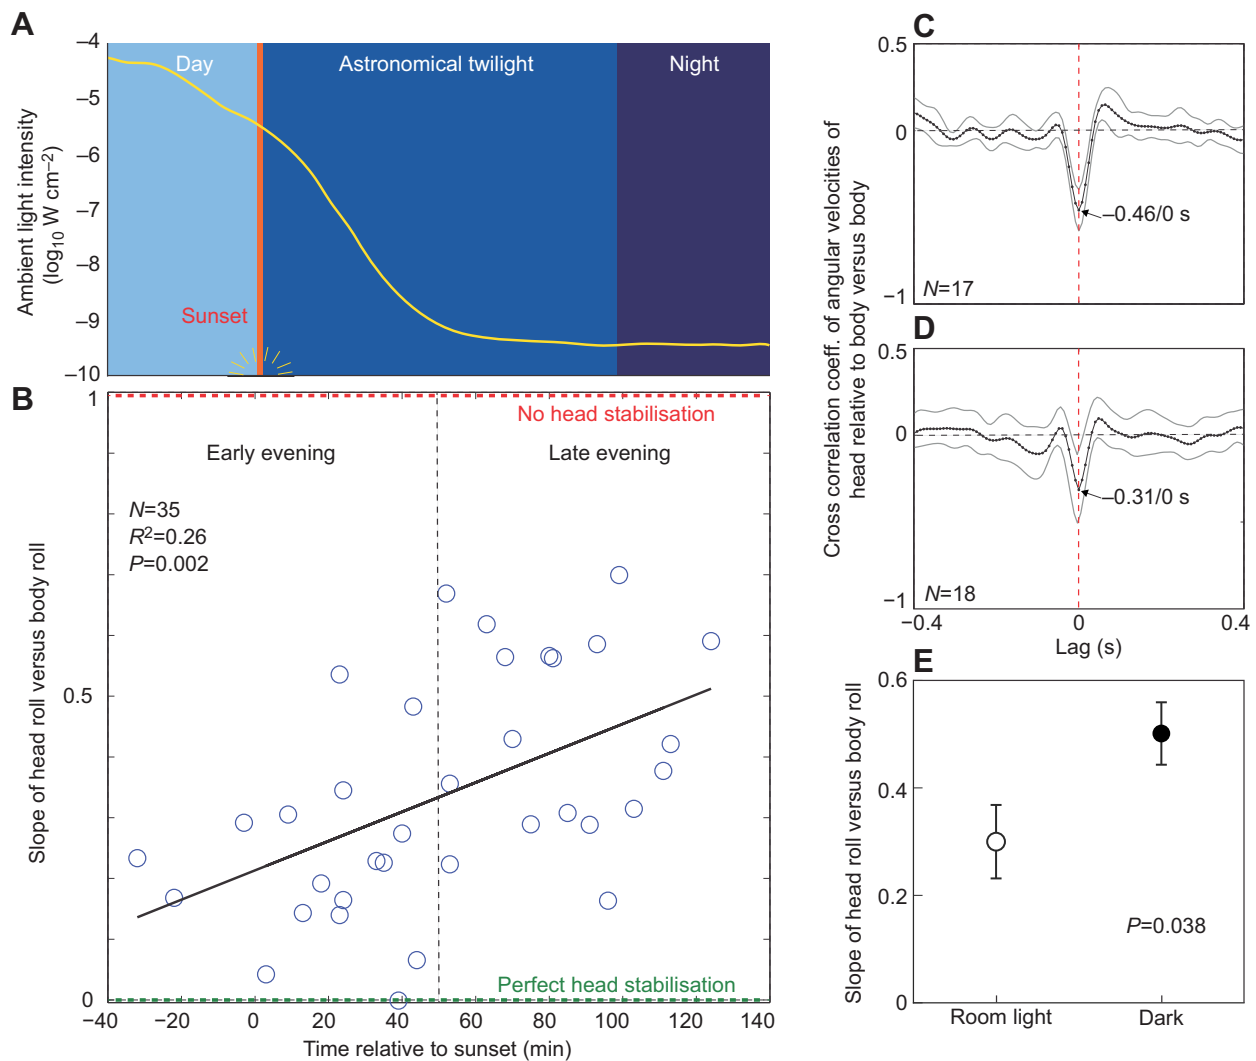 A
Ambient light intensity
(log10 W cm–2)
–4
–5
–6
–7
–8
–9
–10
Day
Astronomical twilight
Night
Sunset
B
Slope of head roll versus body roll
1
0.5
0
No head stabilisation
Early evening
Late evening
N=35
R2=0.26
P=0.002
Perfect head stabilisation
−40
−20
0
20
40
60
80
100
120
140
Time relative to sunset (min)
Cross correlation coeff. of angular velocities of
head relative to body versus body
C
0.5
0
−1
–0.46/0 s
N=17
D
0.5
0
−1
–0.31/0 s
N=18
−0.4
0
0.4
Lag (s)
E
Slope of head roll versus body roll
0.6
0.4
0.2
0
P=0.038
Room light
Dark